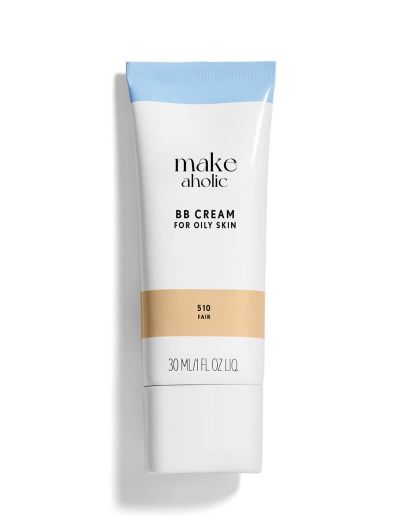 make
aholic
BB CREAM
FOR OILY SKIN
510
FAIR
30 ML/1 FL OZ LIQ.